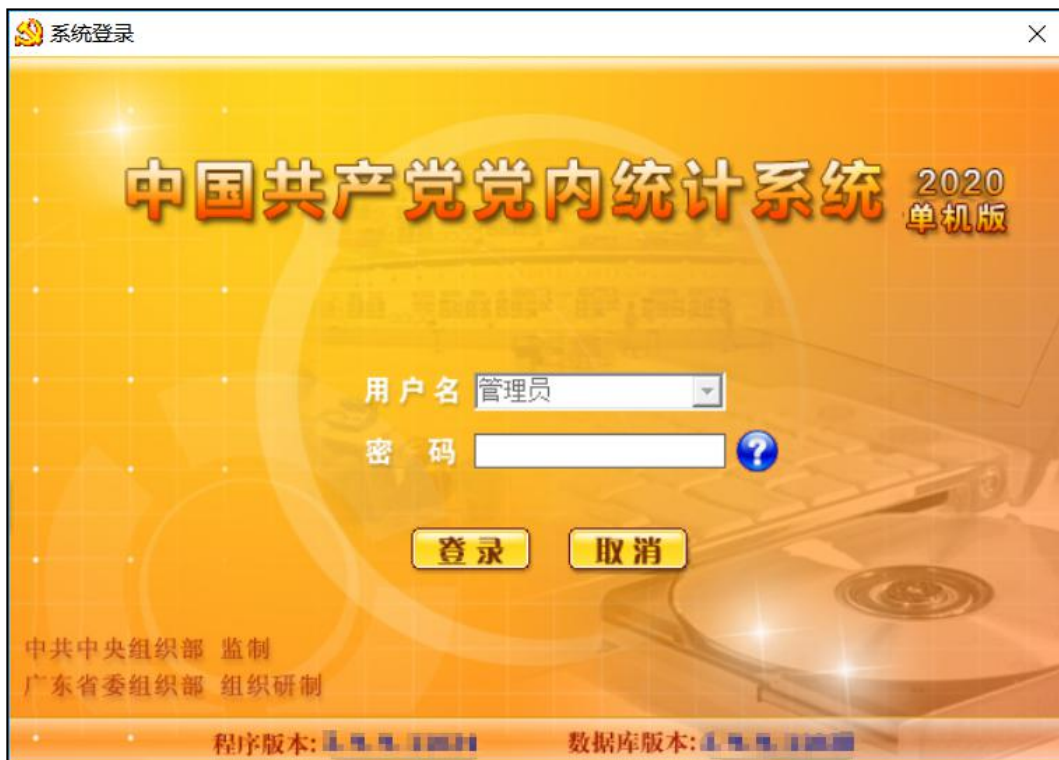 系统登录
中国共产党党内统计系统 2020
单机版
用户名 管理员
密 码
?
登录 取消
中共中央组织部 监制
广东省委组织部 组织研制
程序版本: 数据库版本: